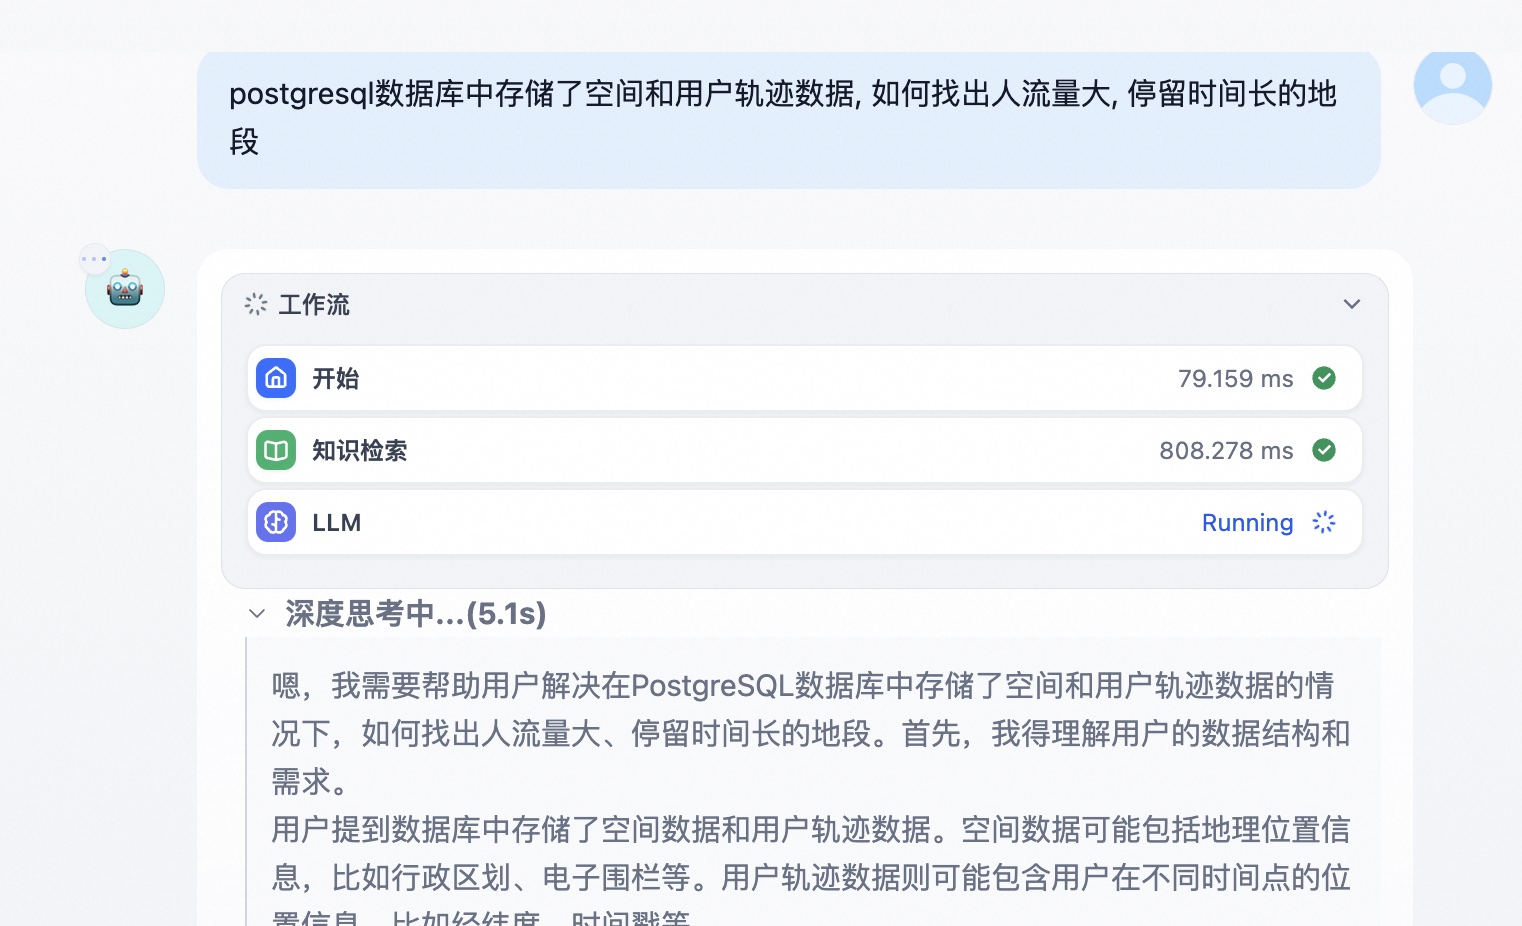 postgresql数据库中存储了空间和用户轨迹数据, 如何找出人流量大, 停留时间长的地
段
工作流
开始 79.159 ms
知识检索 808.278 ms
LLM Running
深度思考中...(5.1s)
嗯，我需要帮助用户解决在PostgreSQL数据库中存储了空间和用户轨迹数据的情
况下，如何找出人流量大、停留时间长的地段。首先，我得理解用户的数据结构和
需求。
用户提到数据库中存储了空间数据和用户轨迹数据。空间数据可能包括地理位置信
息，比如行政区划、电子围栏等。用户轨迹数据则可能包含用户在不同时间点的位
置信息，比如经纬度、时间戳等